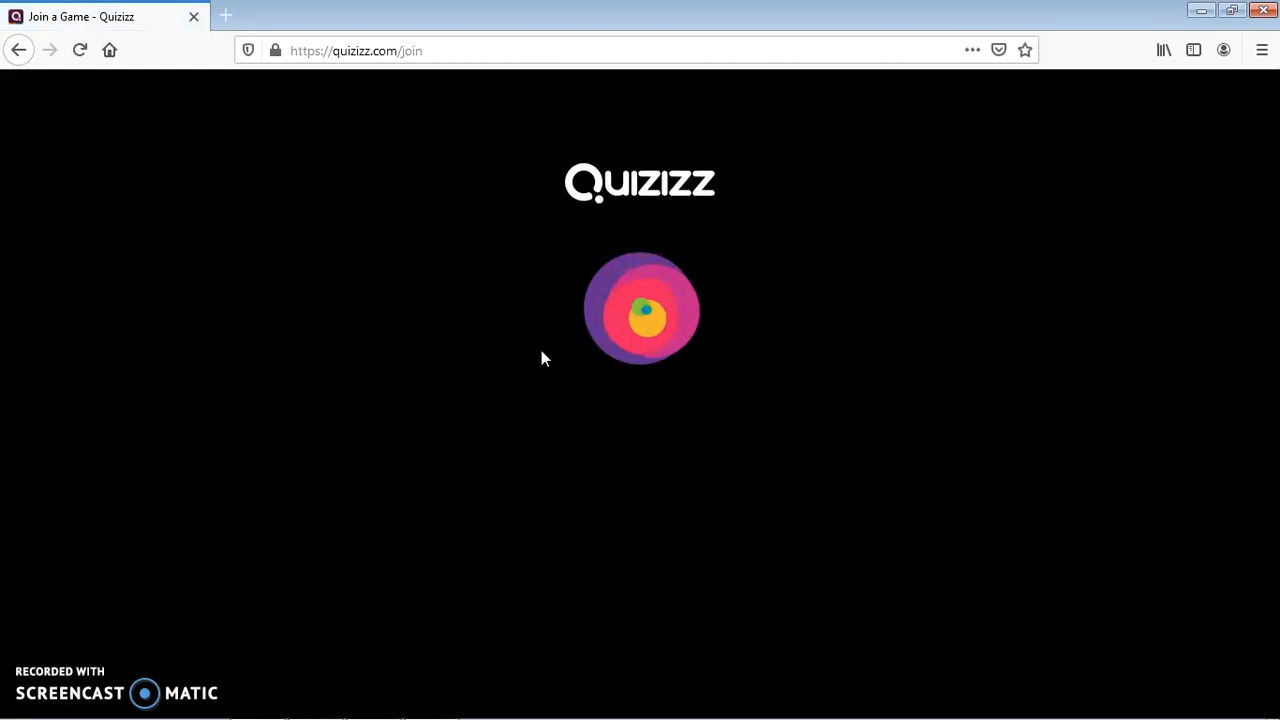 Join a Game - Quizizz
https://quizizz.com/join
Quizizz
RECORDED WITH
SCREENCAST MATIC